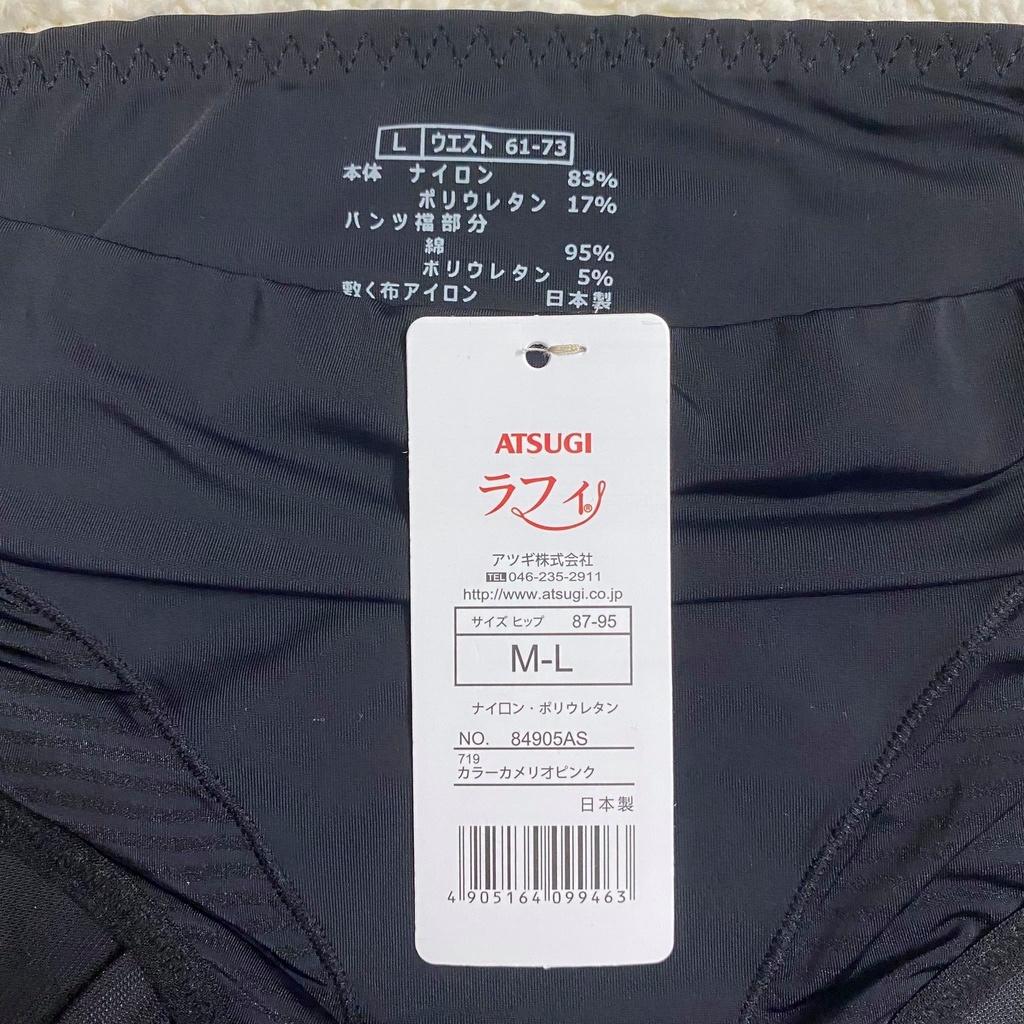 L ウエスト 61-73
本体 ナイロン 83%
ポリウレタン 17%
パンツ襠部分
綿 95%
ポリウレタン 5%
敷く布アイロン 日本製
ATSUGI
ラフィ®
アツギ株式会社
TEL 046-235-2911
http://www.atsugi.co.jp
サイズ ヒップ 87-95
M-L
ナイロン・ポリウレタン
NO. 84905AS
719
カラーカメリオピンク
日本製
4 905164 099463